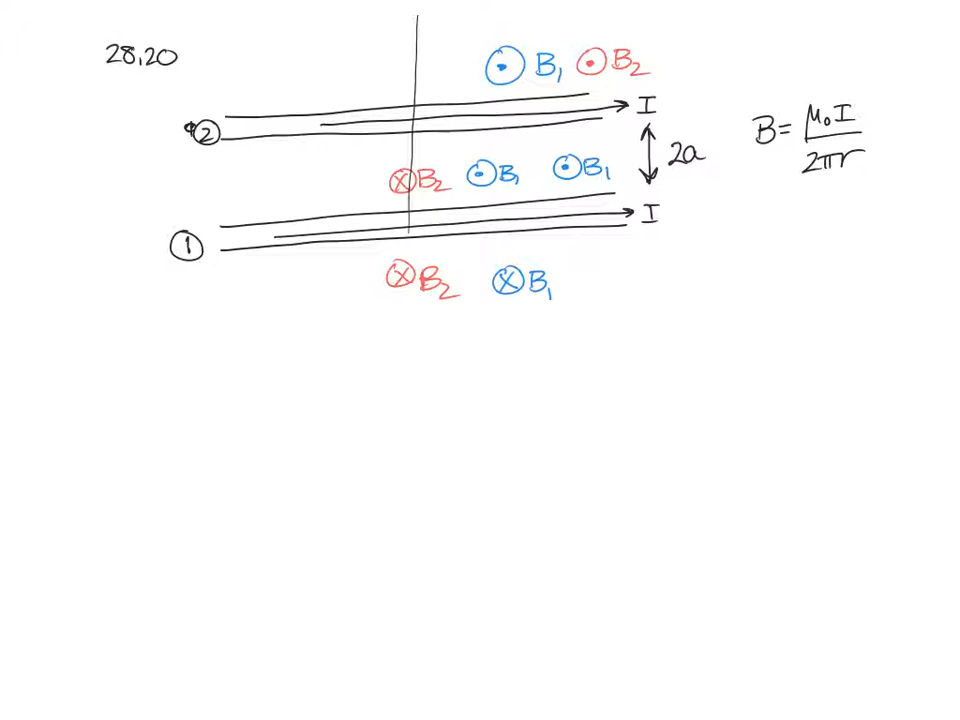 28,20
⊙ B₁ ⊙ B₂
I
②
B = μ₀I / 2πr
2a
⊗ B₂ ⊙ B₁ ⊙ B₁
I
①
⊗ B₂ ⊗ B₁